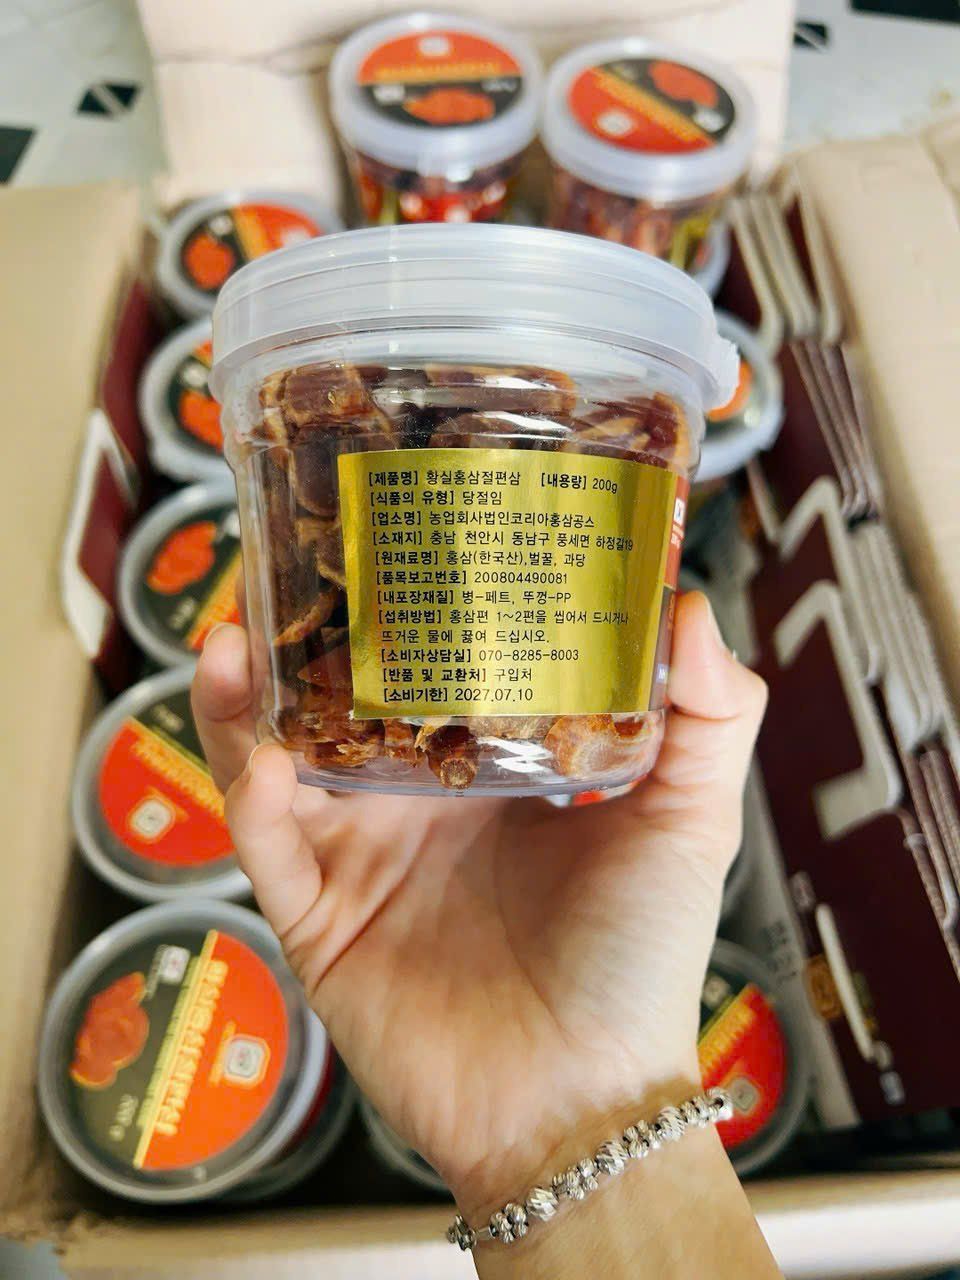 [제품명] 황실홍삼절편삼 [내용량] 200g
[식품의 유형] 당절임
[업소명] 농업회사법인코리아홍삼공스
[소재지] 충남 천안시 동남구 풍세면 하정길19
[원재료명] 홍삼(한국산),벌꿀, 과당
[품목보고번호] 200804490081
[내포장재질] 병-페트, 뚜껑-PP
[섭취방법] 홍삼편 1~2편을 씹어서 드시거나
뜨거운 물에 끓여 드십시오.
[소비자상담실] 070-8285-8003
[반품 및 교환처] 구입처
[소비기한] 2027.07.10